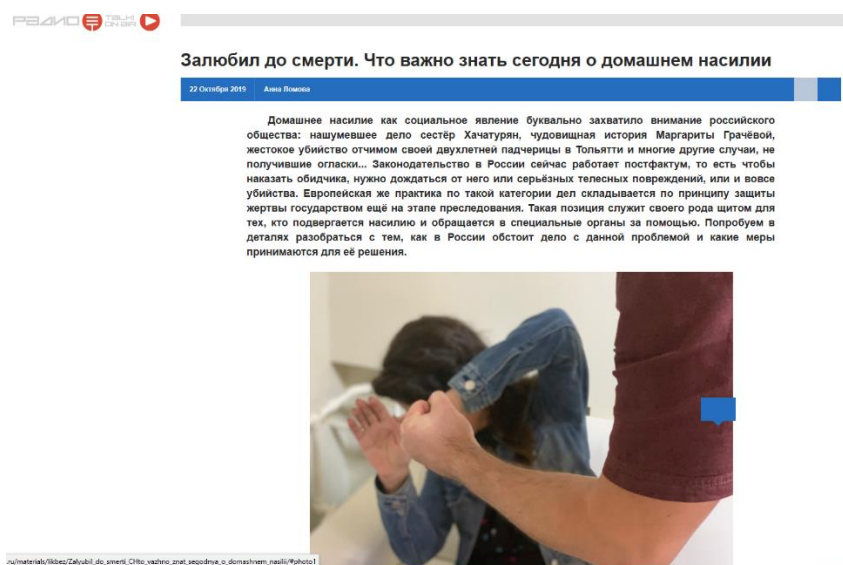 РАДИО TALK ON AIR
Залюбил до смерти. Что важно знать сегодня о домашнем насилии
22 Октября 2019 Анна Ломова
Домашнее насилие как социальное явление буквально захватило внимание российского
общества: нашумевшее дело сестёр Хачатурян, чудовищная история Маргариты Грачёвой,
жестокое убийство отчимом своей двухлетней падчерицы в Тольятти и многие другие случаи, не
получившие огласки... Законодательство в России сейчас работает постфактум, то есть чтобы
наказать обидчика, нужно дождаться от него или серьёзных телесных повреждений, или и вовсе
убийства. Европейская же практика по такой категории дел складывается по принципу защиты
жертвы государством ещё на этапе преследования. Такая позиция служит своего рода щитом для
тех, кто подвергается насилию и обращается в специальные органы за помощью. Попробуем в
деталях разобраться с тем, как в России обстоит дело с данной проблемой и какие меры
принимаются для её решения.
.ru/materials/likbez/Zalyubil_do_smerti_CHto_vazhno_znat_segodnya_o_domashnem_nasilii/#photo1